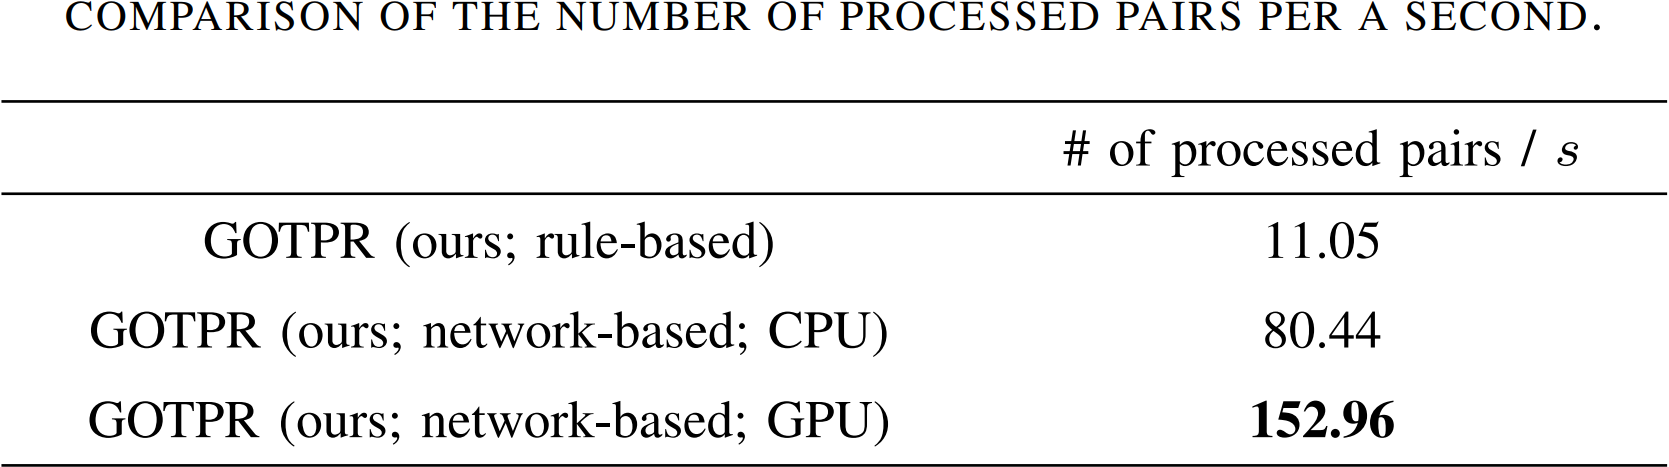 COMPARISON OF THE NUMBER OF PROCESSED PAIRS PER A SECOND.
# of processed pairs / s
GOTPR (ours; rule-based) 11.05
GOTPR (ours; network-based; CPU) 80.44
GOTPR (ours; network-based; GPU) 152.96